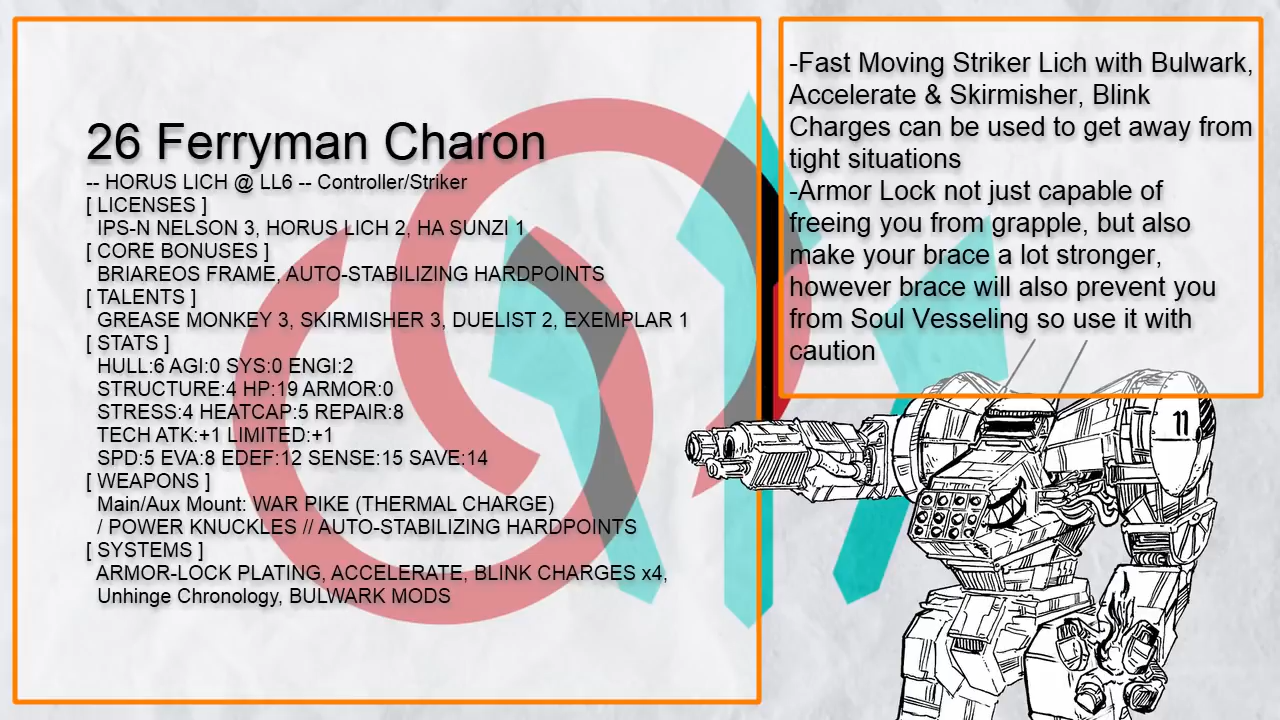 26 Ferryman Charon
-- HORUS LICH @ LL6 -- Controller/Striker
[ LICENSES ]
IPS-N NELSON 3, HORUS LICH 2, HA SUNZI 1
[ CORE BONUSES ]
BRIAREOS FRAME, AUTO-STABILIZING HARDPOINTS
[ TALENTS ]
GREASE MONKEY 3, SKIRMISHER 3, DUELIST 2, EXEMPLAR 1
[ STATS ]
HULL:6 AGI:0 SYS:0 ENGI:2
STRUCTURE:4 HP:19 ARMOR:0
STRESS:4 HEATCAP:5 REPAIR:8
TECH ATK:+1 LIMITED:+1
SPD:5 EVA:8 EDEF:12 SENSE:15 SAVE:14
[ WEAPONS ]
Main/Aux Mount: WAR PIKE (THERMAL CHARGE)
/ POWER KNUCKLES // AUTO-STABILIZING HARDPOINTS
[ SYSTEMS ]
ARMOR-LOCK PLATING, ACCELERATE, BLINK CHARGES x4,
Unhinge Chronology, BULWARK MODS
-Fast Moving Striker Lich with Bulwark,
Accelerate & Skirmisher, Blink
Charges can be used to get away from
tight situations
-Armor Lock not just capable of
freeing you from grapple, but also
make your brace a lot stronger,
however brace will also prevent you
from Soul Vesseling so use it with
caution
11